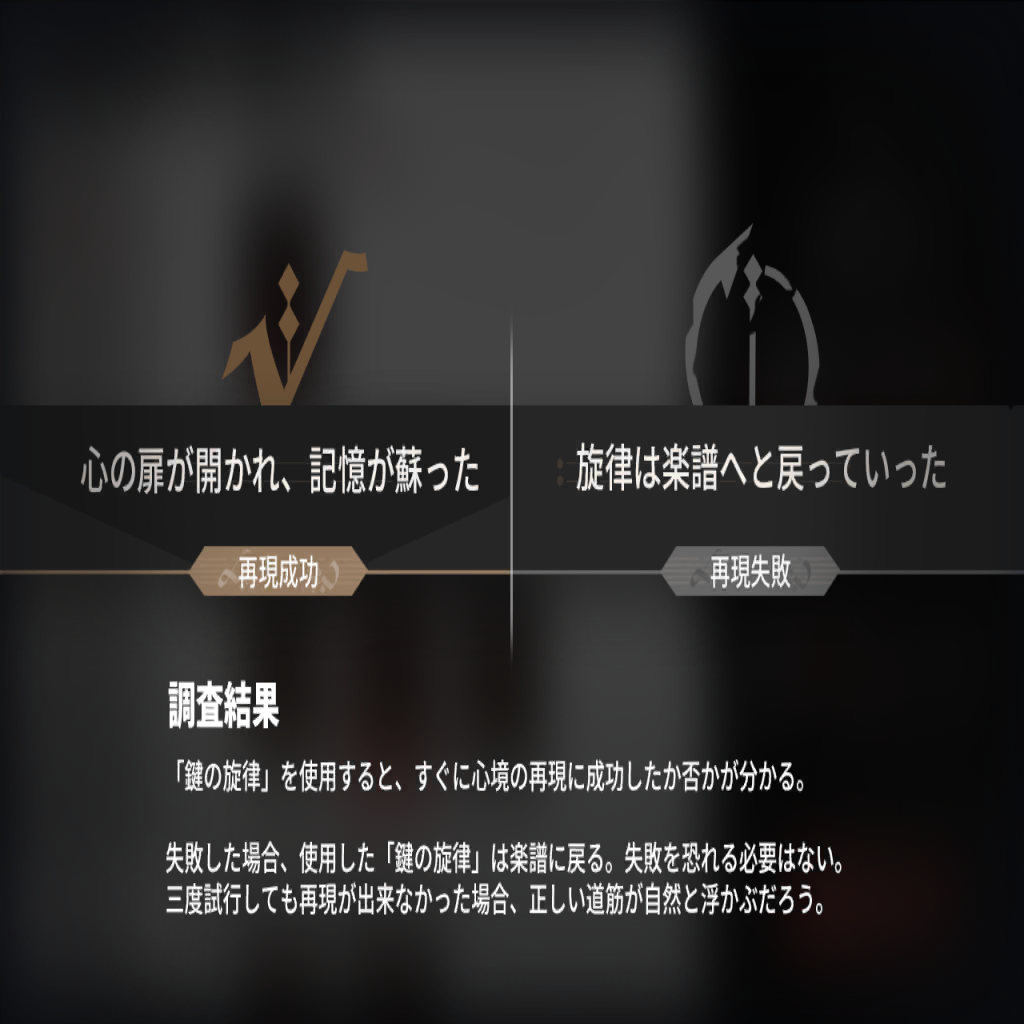 心の扉が開かれ、記憶が蘇った
旋律は楽譜へと戻っていった
再現成功
再現失敗
調査結果
「鍵の旋律」を使用すると、すぐに心境の再現に成功したか否かが分かる。
失敗した場合、使用した「鍵の旋律」は楽譜に戻る。失敗を恐れる必要はない。
三度試行しても再現が出来なかった場合、正しい道筋が自然と浮かぶだろう。